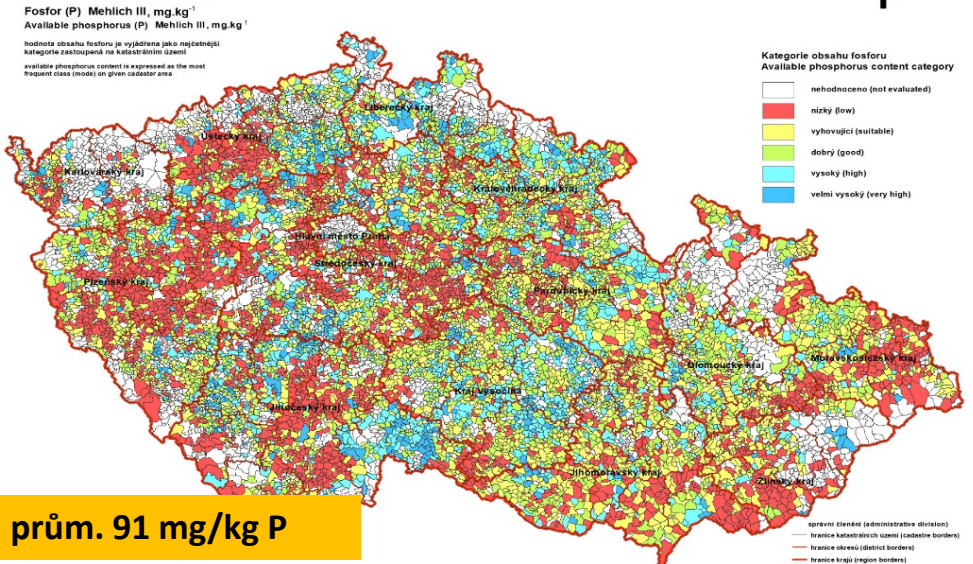 Fosfor (P) Mehlich III, mg.kg⁻¹
Available phosphorus (P) Mehlich III, mg.kg⁻¹
hodnota obsahu fosforu je vyjádřena jako nejčetnější
kategorie zastoupená na katastrálním území
available phosphorus content is expressed as the most
frequent class (mode) on given cadaster area
Kategorie obsahu fosforu
Available phosphorus content category
nehodnoceno (not evaluated)
nízký (low)
vyhovující (suitable)
dobrý (good)
vysoký (high)
velmi vysoký (very high)
Liberecký kraj
Ústecký kraj
Karlovarský kraj
Královéhradecký kraj
Hlavní město Praha
Středočeský kraj
Plzeňský kraj
Pardubický kraj
Moravskoslezský kraj
Olomoucký kraj
Kraj Vysočina
Jihočeský kraj
Jihomoravský kraj
Zlínský kraj
prům. 91 mg/kg P
správní členění (administrative division)
hranice katastrálních území (cadastre borders)
hranice okresů (district borders)
hranice krajů (region borders)